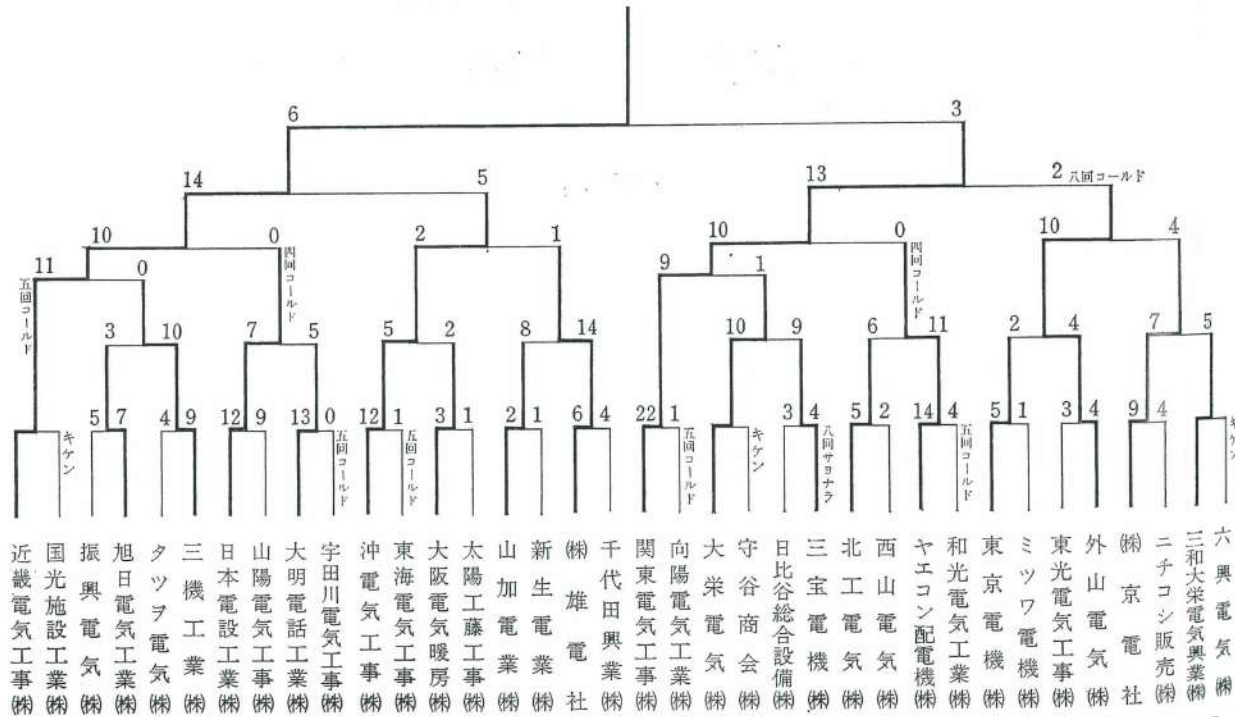 6
3
14
5
13
2
八回コールド
10
0
四回コールド
2
1
10
0
四回コールド
10
4
11
五回コールド
0
9
1
3
10
7
5
5
2
8
14
10
9
6
11
2
4
7
5
キケン
5
7
4
9
12
9
13
0
五回コールド
12
1
五回コールド
3
1
2
1
6
4
22
1
五回コールド
キケン
3
4
八回サヨナラ
5
2
14
4
五回コールド
5
1
3
4
9
4
キケン
近畿電気工事㈱
国光施設工業㈱
振興電気㈱
旭日電気工業㈱
タツヲ電気㈱
三機工業㈱
日本電設工業㈱
山陽電気工事㈱
大明電話工業㈱
宇田川電気工事㈱
沖電気工事㈱
東海電気工事㈱
大阪電気暖房㈱
太陽工藤工事㈱
山加電業㈱
新生電業㈱
㈱雄電社
千代田興業㈱
関東電気工事㈱
向陽電気工業㈱
大栄電気㈱
守谷商会㈱
日比谷総合設備㈱
三宝電機㈱
北工電気㈱
西山電気㈱
ヤエコン配電機㈱
和光電気工業㈱
東京電機㈱
ミツワ電機㈱
東光電気工事㈱
外山電気㈱
㈱京電社
ニチコシ販売㈱
三和大栄電気興業㈱
六興電気㈱